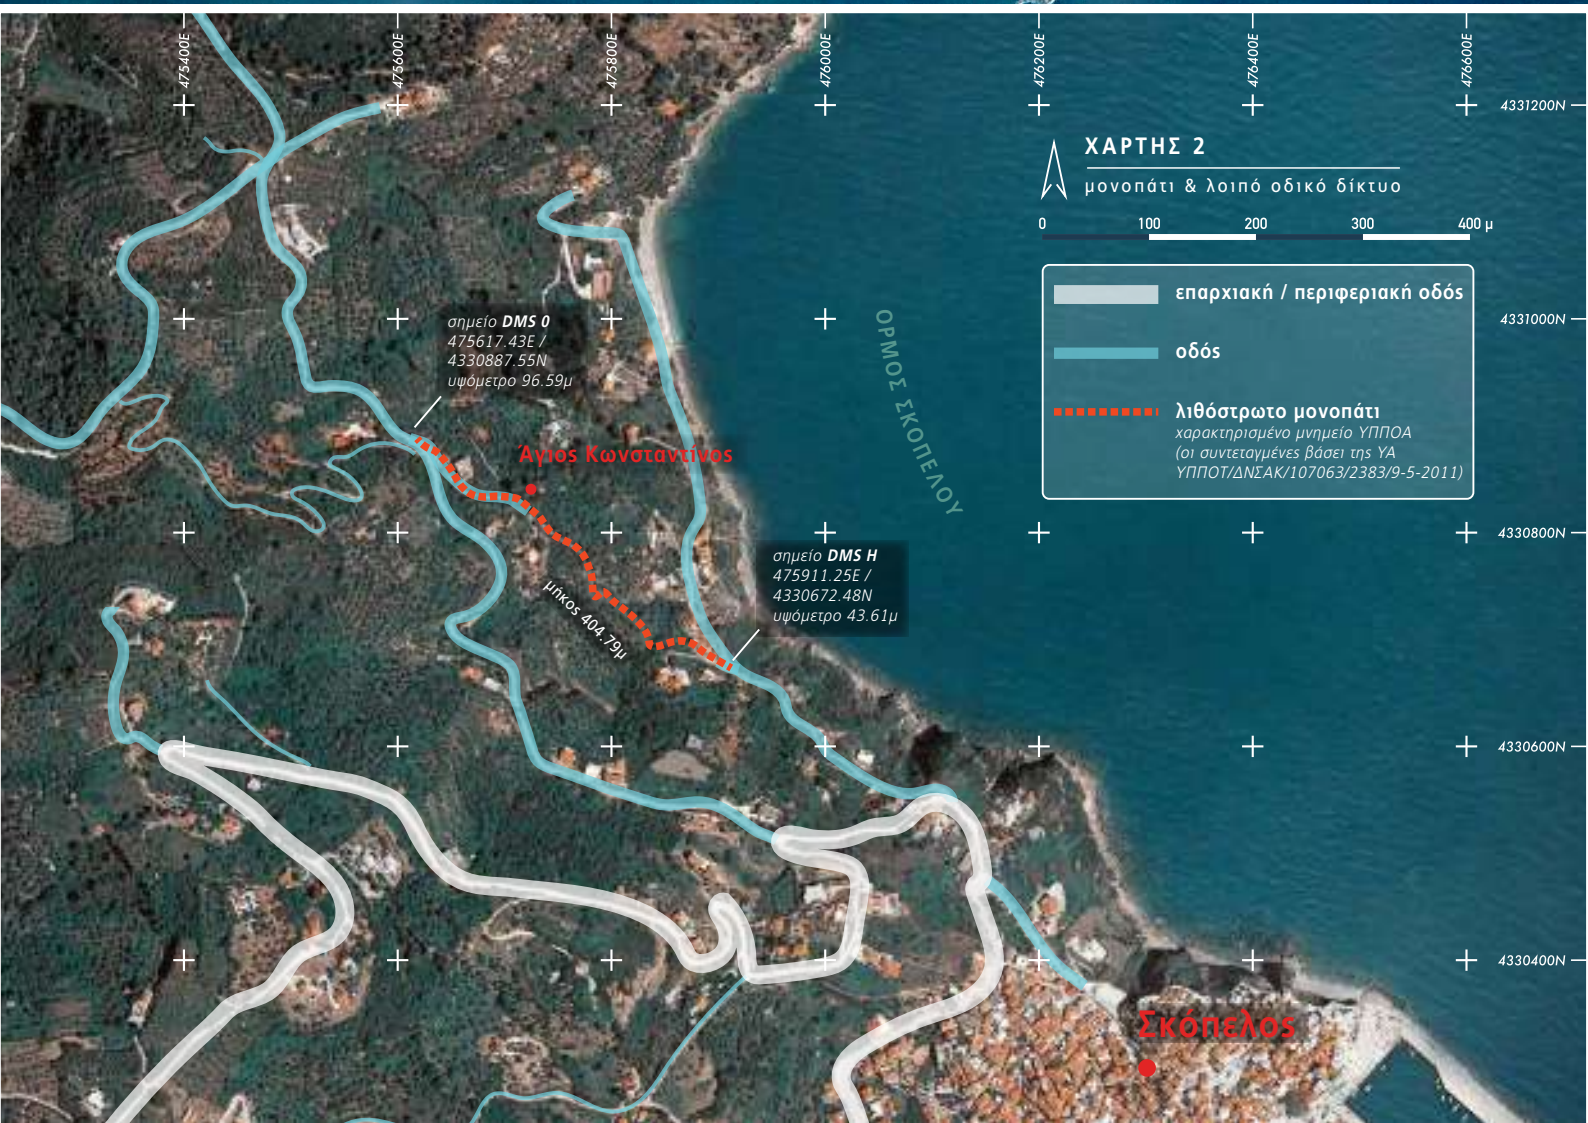 475400E
475600E
475800E
476000E
476200E
476400E
476600E
4331200N
ΧΑΡΤΗΣ 2
μονοπάτι & λοιπό οδικό δίκτυο
0 100 200 300 400 μ
επαρχιακή / περιφεριακή οδός
οδός
λιθόστρωτο μονοπάτι
χαρακτηρισμένο μνημείο ΥΠΠΟΑ
(οι συντεταγμένες βάσει της ΥΑ
ΥΠΠΟΤ/ΔΝΣΑΚ/107063/2383/9-5-2011)
4331000N
σημείο DMS 0
475617.43E /
4330887.55N
υψόμετρο 96.59μ
ΟΡΜΟΣ ΣΚΟΠΕΛΟΥ
Άγιος Κωνσταντίνος
4330800N
σημείο DMS H
475911.25E /
4330672.48N
υψόμετρο 43.61μ
μήκος 404.79μ
4330600N
4330400N
Σκόπελος